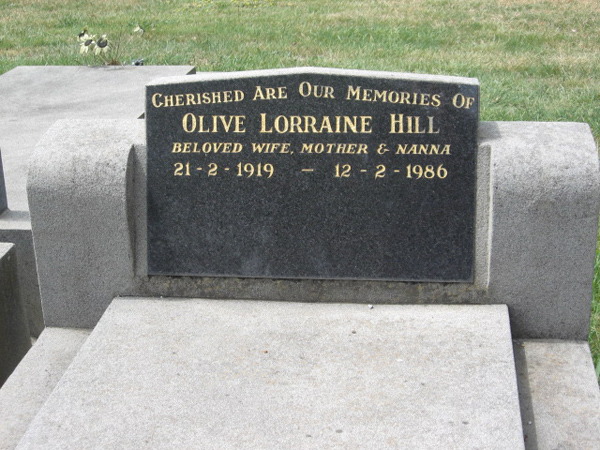 CHERISHED ARE OUR MEMORIES OF
OLIVE LORRAINE HILL
BELOVED WIFE, MOTHER & NANNA
21-2-1919 – 12-2-1986